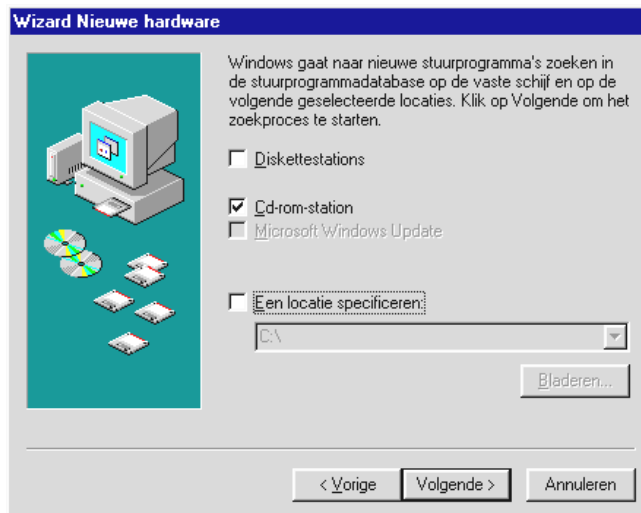 Wizard Nieuwe hardware
Windows gaat naar nieuwe stuurprogramma's zoeken in
de stuurprogrammadatabase op de vaste schijf en op de
volgende geselecteerde locaties. Klik op Volgende om het
zoekproces te starten.
Diskettestations
Cd-rom-station
Microsoft Windows Update
Een locatie specificeren:
C:\
Bladeren...
< Vorige
Volgende >
Annuleren